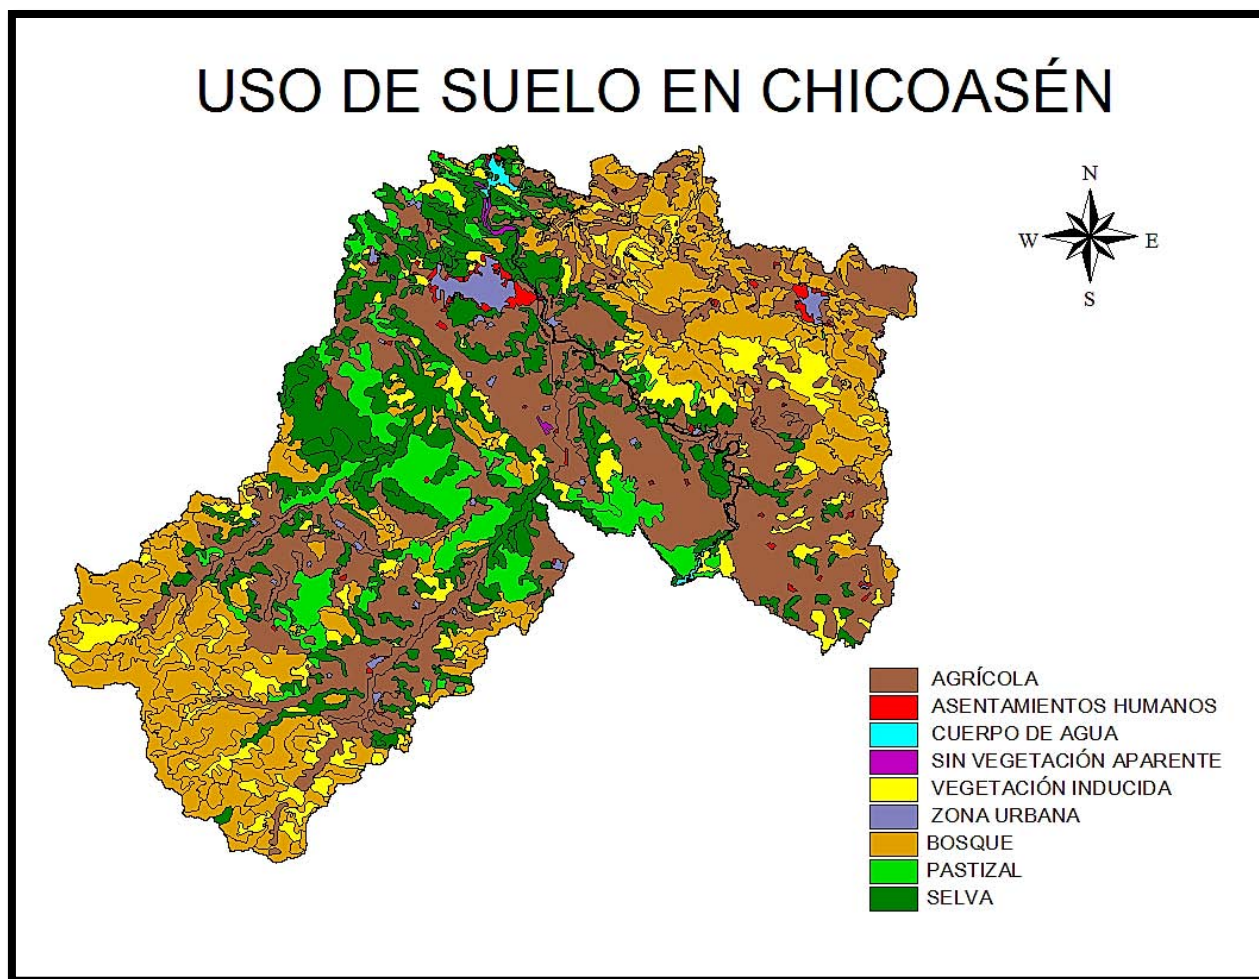 USO DE SUELO EN CHICOASÉN
N
W E
S
AGRÍCOLA
ASENTAMIENTOS HUMANOS
CUERPO DE AGUA
SIN VEGETACIÓN APARENTE
VEGETACIÓN INDUCIDA
ZONA URBANA
BOSQUE
PASTIZAL
SELVA